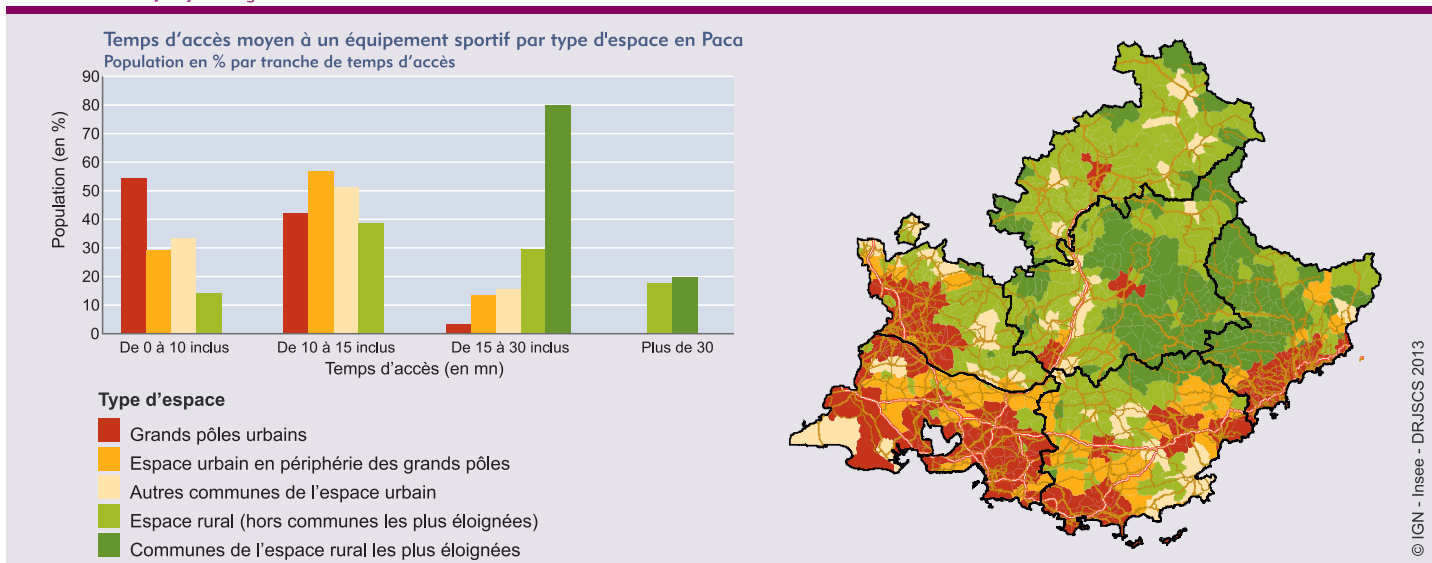 Temps d'accès moyen à un équipement sportif par type d'espace en Paca
Population en % par tranche de temps d'accès
Population (en %)
90
80
70
60
50
40
30
20
10
0
De 0 à 10 inclus
De 10 à 15 inclus
De 15 à 30 inclus
Plus de 30
Temps d'accès (en mn)
Type d'espace
Grands pôles urbains
Espace urbain en périphérie des grands pôles
Autres communes de l'espace urbain
Espace rural (hors communes les plus éloignées)
Communes de l'espace rural les plus éloignées
© IGN - Insee - DRJSCS 2013